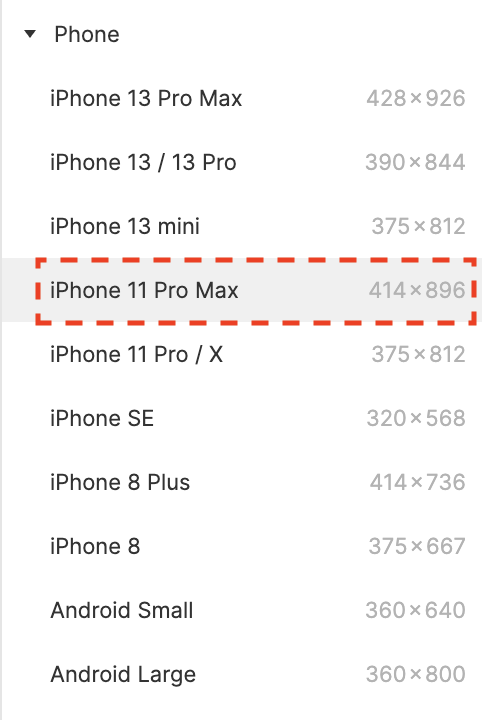 Phone
iPhone 13 Pro Max 428×926
iPhone 13 / 13 Pro 390×844
iPhone 13 mini 375×812
iPhone 11 Pro Max 414×896
iPhone 11 Pro / X 375×812
iPhone SE 320×568
iPhone 8 Plus 414×736
iPhone 8 375×667
Android Small 360×640
Android Large 360×800